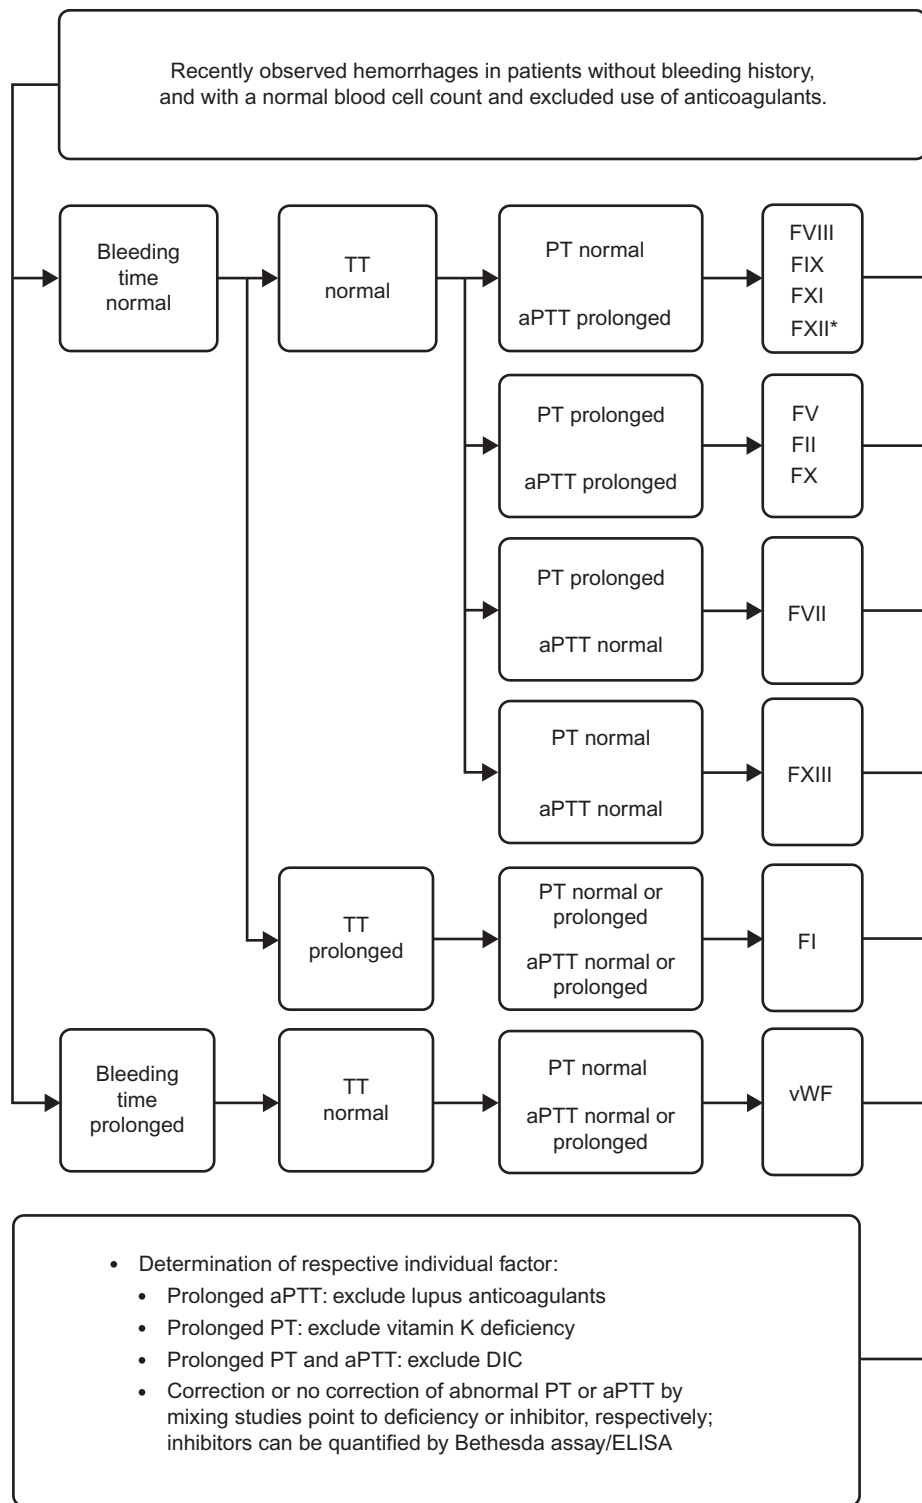 Recently observed hemorrhages in patients without bleeding history,
and with a normal blood cell count and excluded use of anticoagulants.
Bleeding
time
normal
TT
normal
PT normal
aPTT prolonged
FVIII
FIX
FXI
FXII*
PT prolonged
aPTT prolonged
FV
FII
FX
PT prolonged
aPTT normal
FVII
PT normal
aPTT normal
FXIII
TT
prolonged
PT normal or
prolonged
aPTT normal or
prolonged
FI
Bleeding
time
prolonged
TT
normal
PT normal
aPTT normal or
prolonged
vWF
• Determination of respective individual factor:
• Prolonged aPTT: exclude lupus anticoagulants
• Prolonged PT: exclude vitamin K deficiency
• Prolonged PT and aPTT: exclude DIC
• Correction or no correction of abnormal PT or aPTT by
mixing studies point to deficiency or inhibitor, respectively;
inhibitors can be quantified by Bethesda assay/ELISA